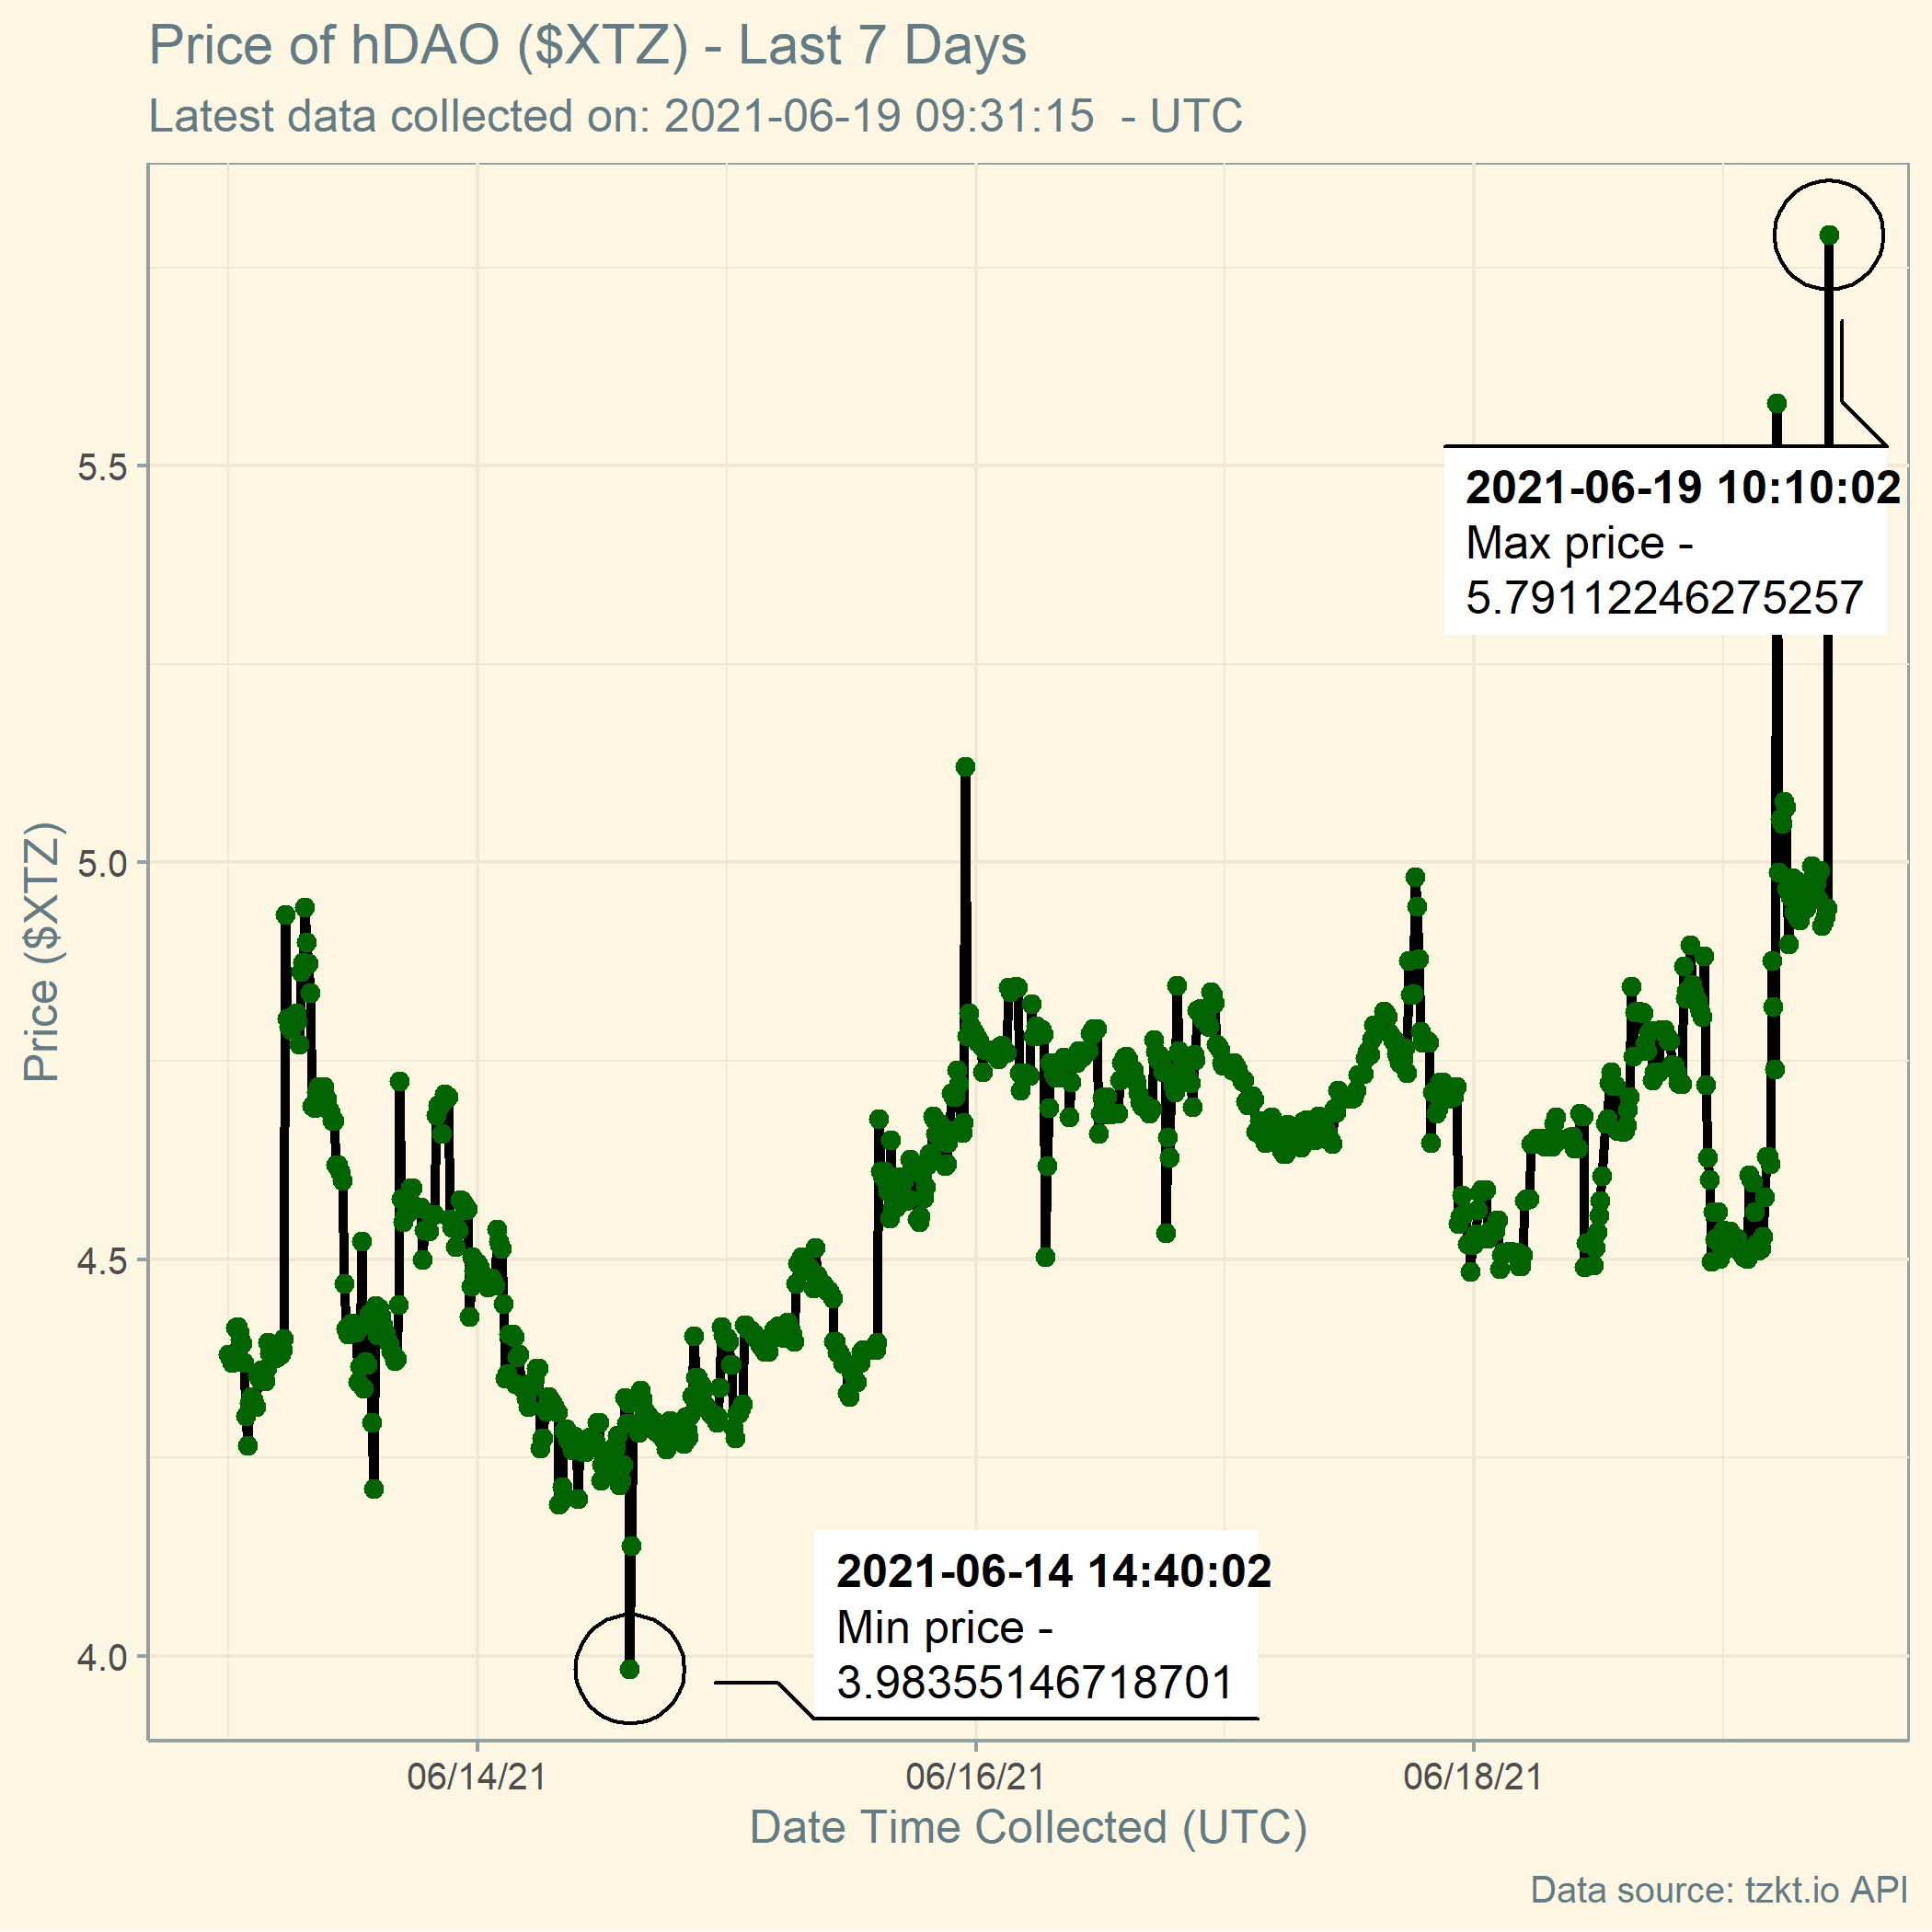 Price of hDAO ($XTZ) - Last 7 Days
Latest data collected on: 2021-06-19 09:31:15  - UTC
5.5
2021-06-19 10:10:02
Max price -
5.79112246275257
Price ($XTZ)
5.0
4.5
2021-06-14 14:40:02
Min price -
3.98355146718701
4.0
06/14/21
06/16/21
06/18/21
Date Time Collected (UTC)
Data source: tzkt.io API